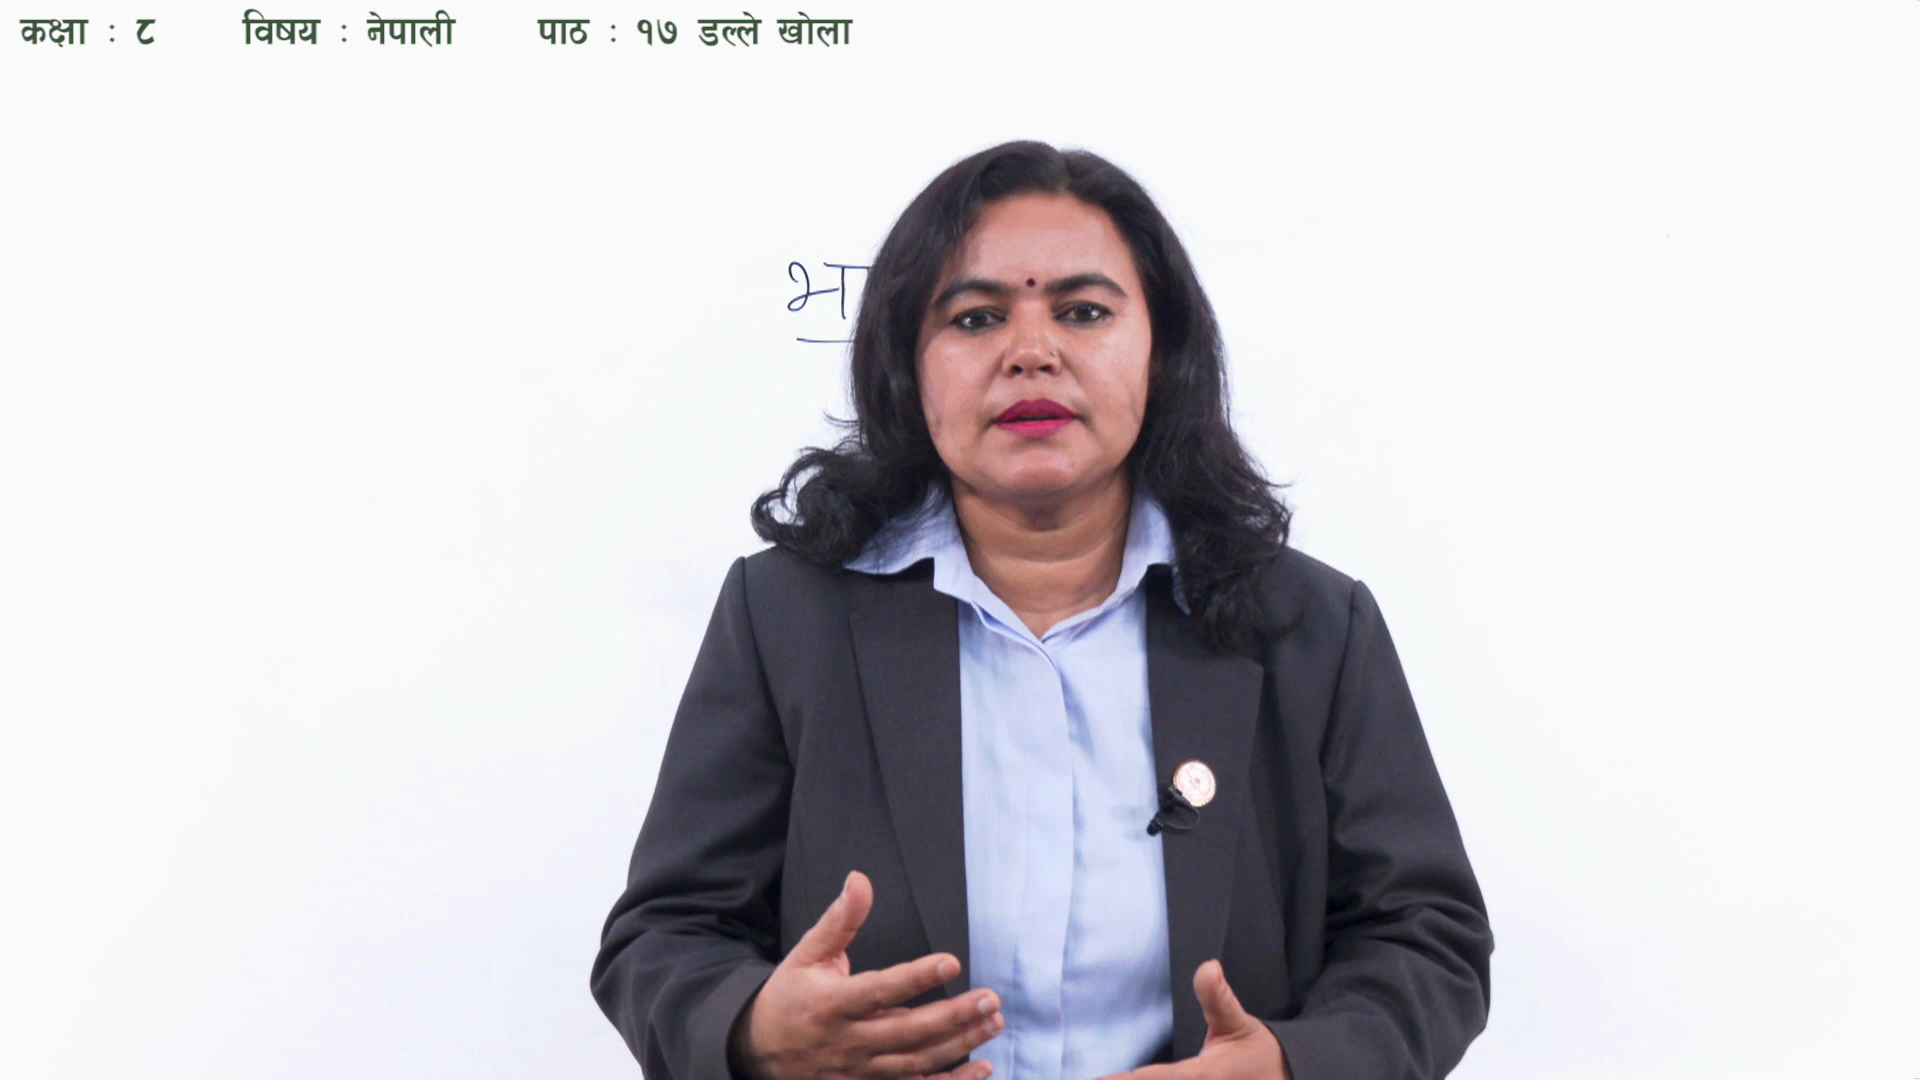 कक्षा : ८ विषय : नेपाली पाठ : १७ डल्ले खोला
भा